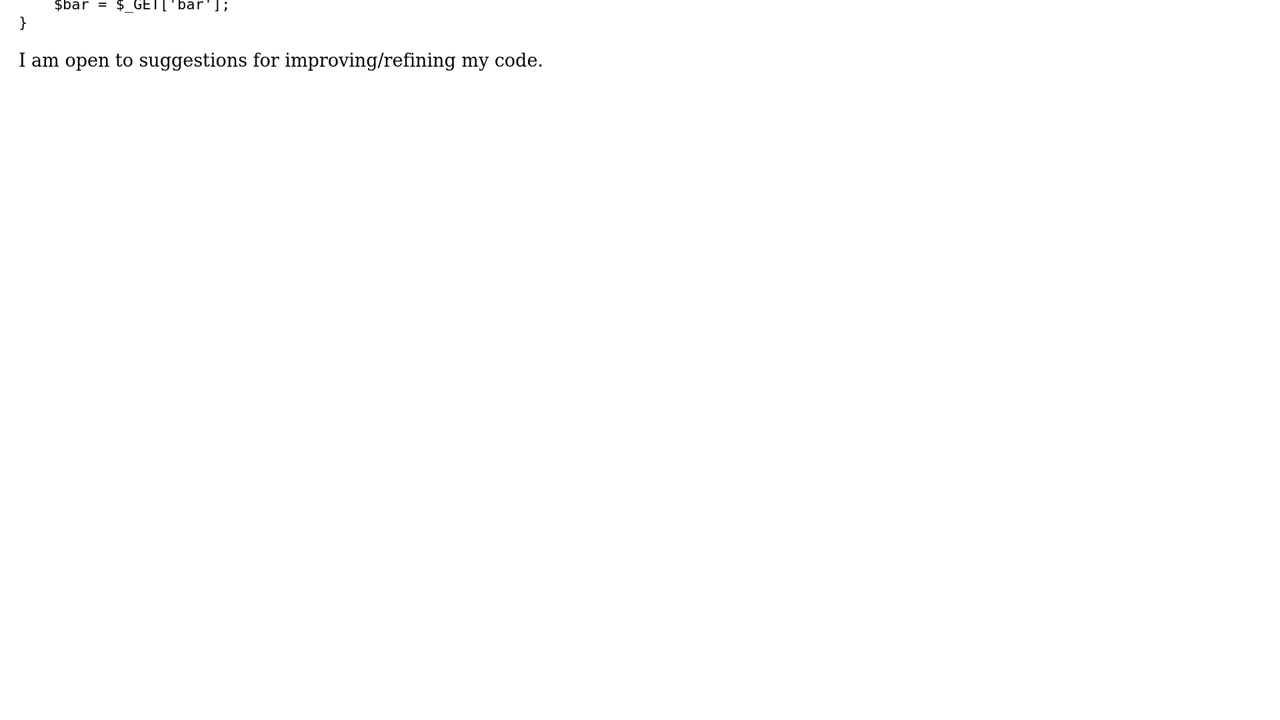 $bar = $_GET['bar'];
}
I am open to suggestions for improving/refining my code.